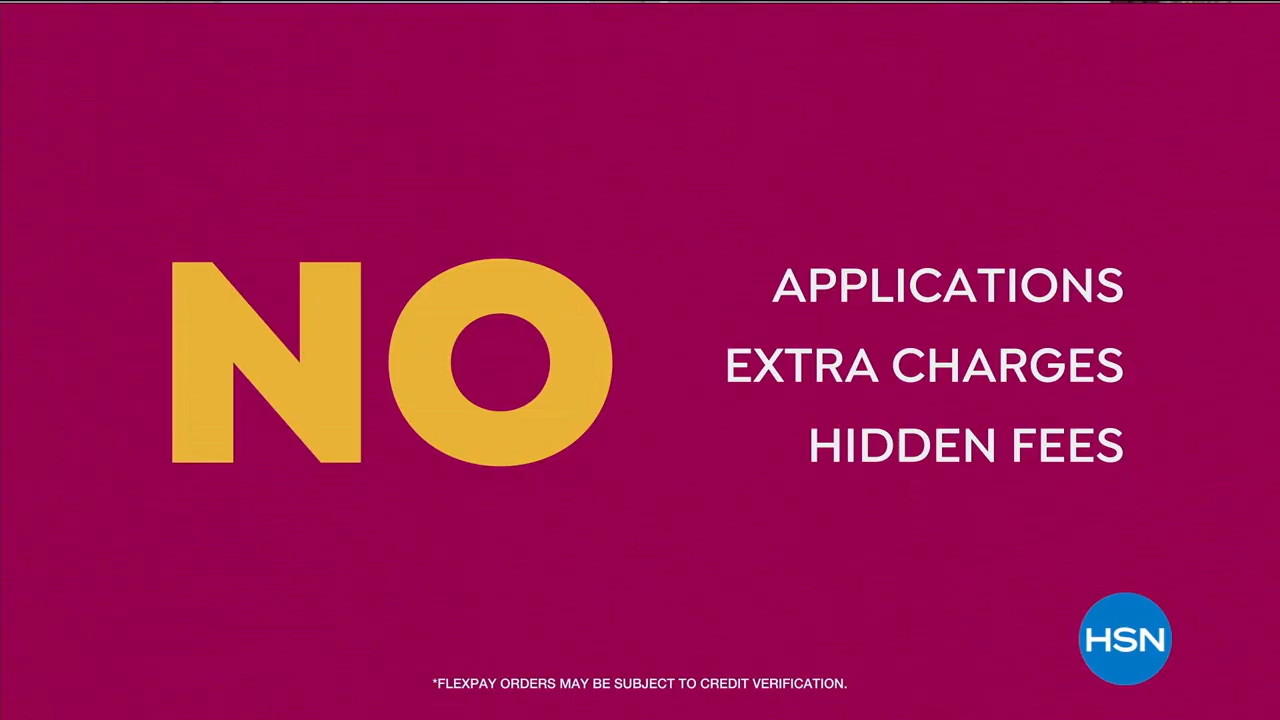 NO
APPLICATIONS
EXTRA CHARGES
HIDDEN FEES
HSN
*FLEXPAY ORDERS MAY BE SUBJECT TO CREDIT VERIFICATION.